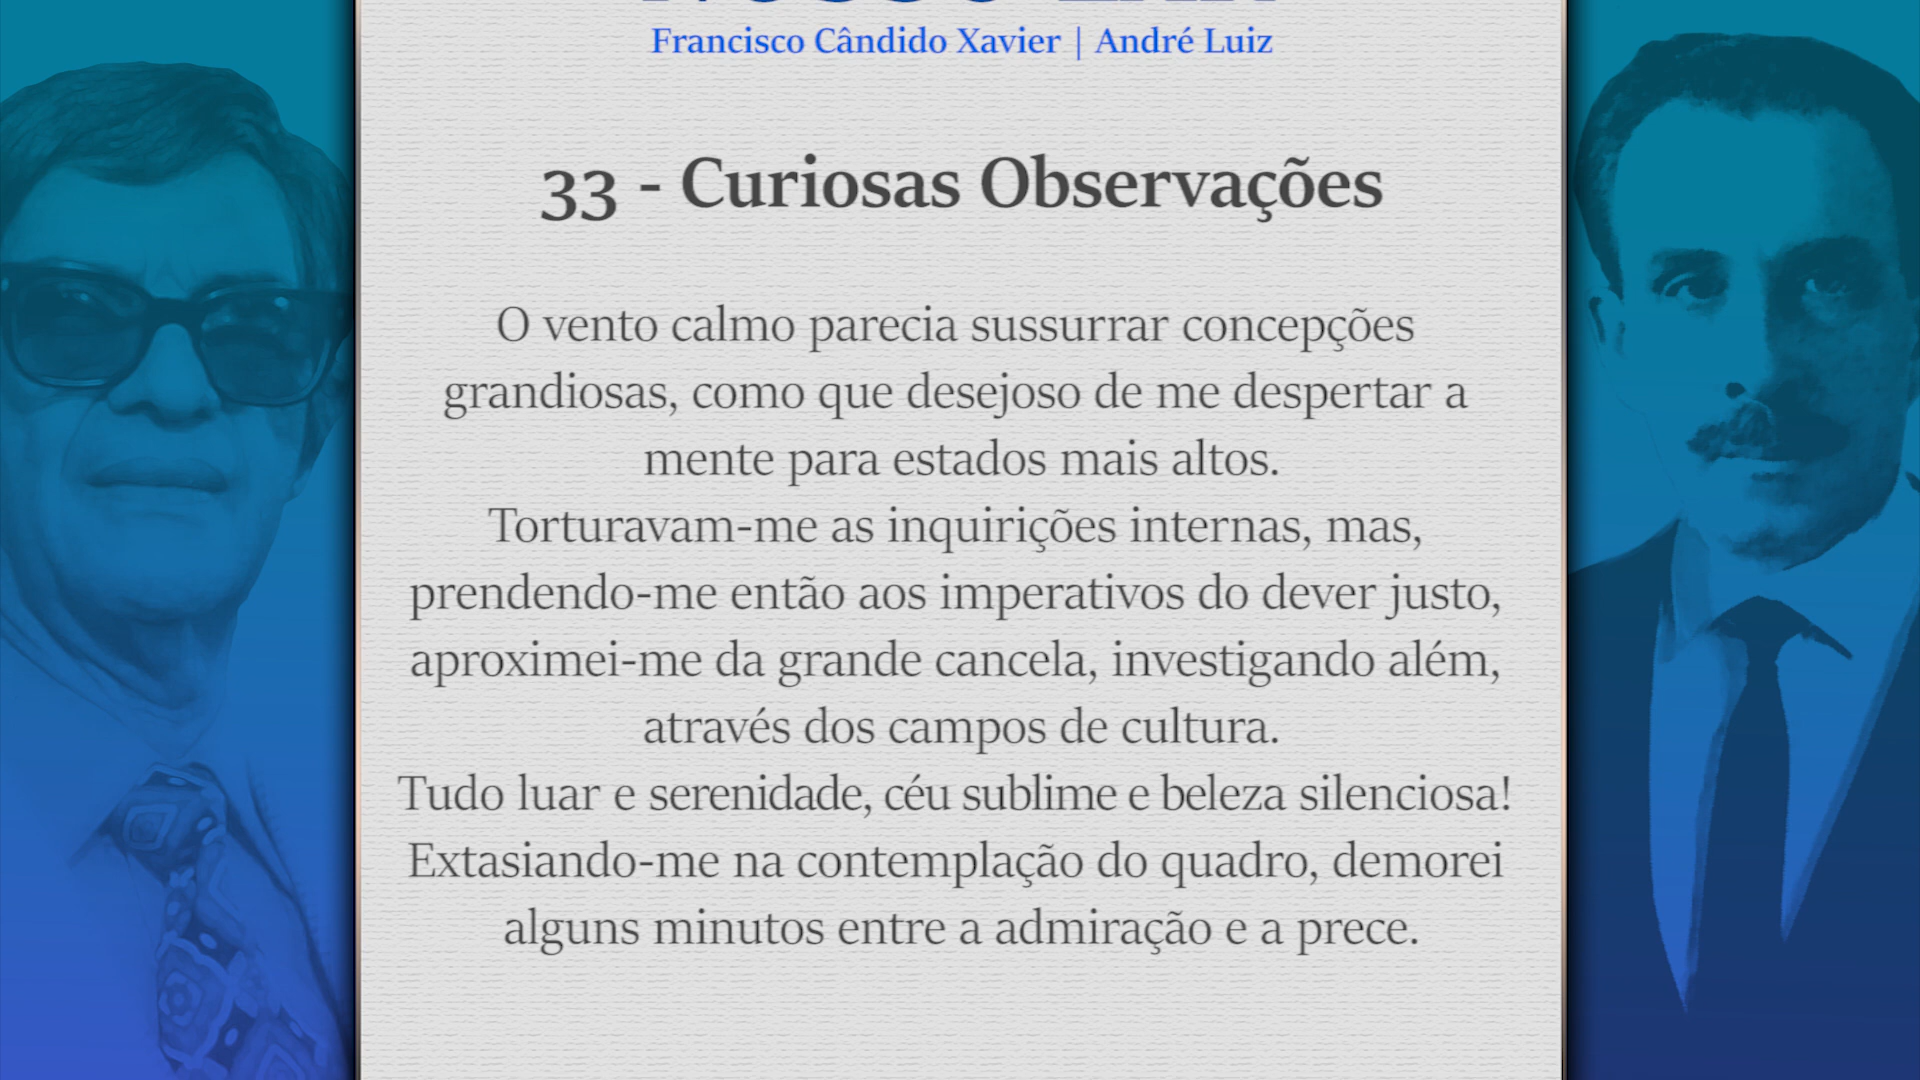 Francisco Cândido Xavier | André Luiz
33 - Curiosas Observações
O vento calmo parecia sussurrar concepções
grandiosas, como que desejoso de me despertar a
mente para estados mais altos.
Torturavam-me as inquirições internas, mas,
prendendo-me então aos imperativos do dever justo,
aproximei-me da grande cancela, investigando além,
através dos campos de cultura.
Tudo luar e serenidade, céu sublime e beleza silenciosa!
Extasiando-me na contemplação do quadro, demorei
alguns minutos entre a admiração e a prece.